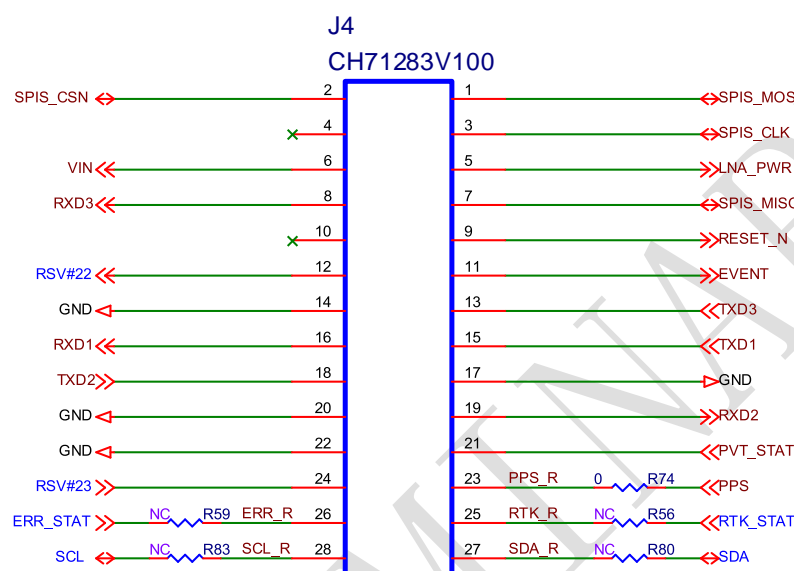 J4
CH71283V100
SPIS_CSN 2 1 SPIS_MOS
4 3 SPIS_CLK
VIN 6 5 LNA_PWR
RXD3 8 7 SPIS_MISO
10 9 RESET_N
RSV#22 12 11 EVENT
GND 14 13 TXD3
RXD1 16 15 TXD1
TXD2 18 17 GND
GND 20 19 RXD2
GND 22 21 PVT_STAT
RSV#23 24 23 PPS_R 0 R74 PPS
ERR_STAT NC R59 ERR_R 26 25 RTK_R NC R56 RTK_STAT
SCL NC R83 SCL_R 28 27 SDA_R NC R80 SDA